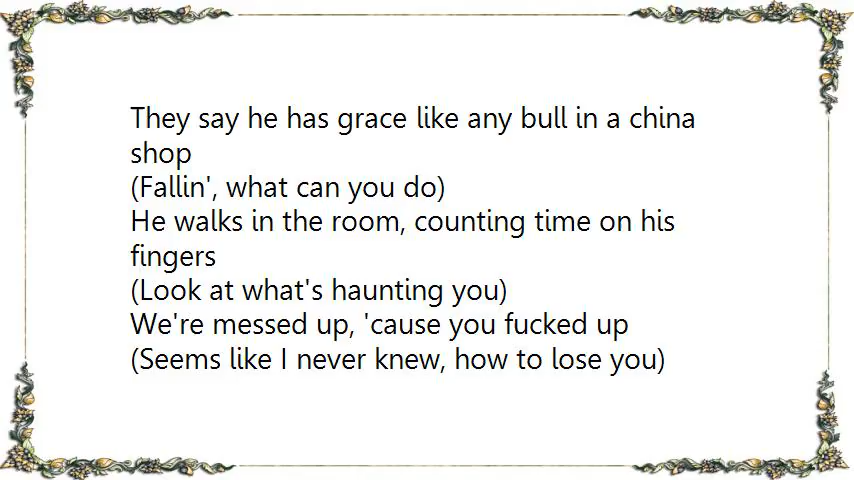 They say he has grace like any bull in a china
shop
(Fallin', what can you do)
He walks in the room, counting time on his
fingers
(Look at what's haunting you)
We're messed up, 'cause you fucked up
(Seems like I never knew, how to lose you)